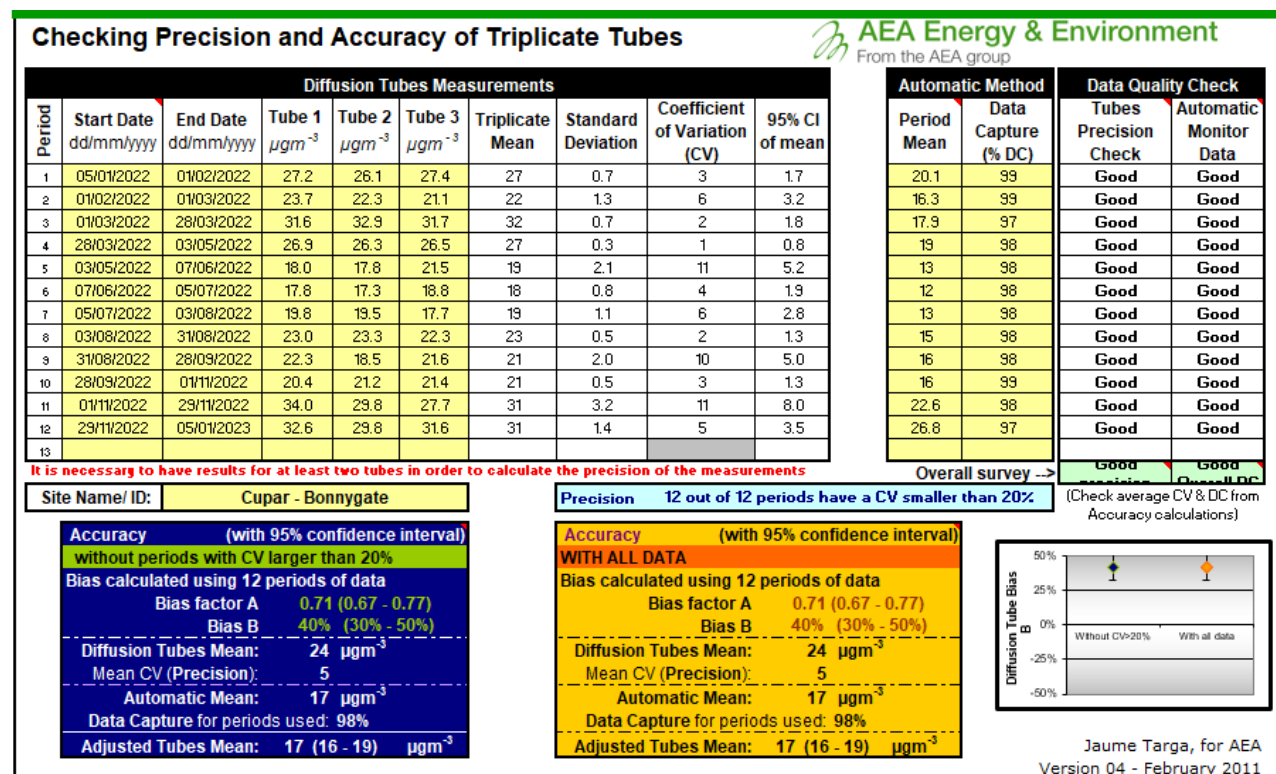 Checking Precision and Accuracy of Triplicate Tubes
AEA Energy & Environment
From the AEA group
Diffusion Tubes Measurements
Automatic Method
Data Quality Check
Period Start Date dd/mm/yyyy End Date dd/mm/yyyy Tube 1 µgm-3 Tube 2 µgm-3 Tube 3 µgm-3 Triplicate Mean Standard Deviation Coefficient of Variation (CV) 95% CI of mean Period Mean Data Capture (% DC) Tubes Precision Check Automatic Monitor Data
1 05/01/2022 01/02/2022 27.2 26.1 27.4 27 0.7 3 1.7 20.1 99 Good Good
2 01/02/2022 01/03/2022 23.7 22.3 21.1 22 1.3 6 3.2 16.3 99 Good Good
3 01/03/2022 28/03/2022 31.6 32.9 31.7 32 0.7 2 1.8 17.9 97 Good Good
4 28/03/2022 03/05/2022 26.9 26.3 26.5 27 0.3 1 0.8 19 98 Good Good
5 03/05/2022 07/06/2022 18.0 17.8 21.5 19 2.1 11 5.2 13 98 Good Good
6 07/06/2022 05/07/2022 17.8 17.3 18.8 18 0.8 4 1.9 12 98 Good Good
7 05/07/2022 03/08/2022 19.8 19.5 17.7 19 1.1 6 2.8 13 98 Good Good
8 03/08/2022 31/08/2022 23.0 23.3 22.3 23 0.5 2 1.3 15 98 Good Good
9 31/08/2022 28/09/2022 22.3 18.5 21.6 21 2.0 10 5.0 16 98 Good Good
10 28/09/2022 01/11/2022 20.4 21.2 21.4 21 0.5 3 1.3 16 99 Good Good
11 01/11/2022 29/11/2022 34.0 29.8 27.7 31 3.2 11 8.0 22.6 98 Good Good
12 29/11/2022 05/01/2023 32.6 29.8 31.6 31 1.4 5 3.5 26.8 97 Good Good
13
It is necessary to have results for at least two tubes in order to calculate the precision of the measurements
Overall survey --> Good Good
Site Name/ ID: Cupar - Bonnygate
Precision 12 out of 12 periods have a CV smaller than 20%
(Check average CV & DC from
Accuracy calculations)
Accuracy (with 95% confidence interval)
without periods with CV larger than 20%
Bias calculated using 12 periods of data
Bias factor A 0.71 (0.67 - 0.77)
Bias B 40% (30% - 50%)
Diffusion Tubes Mean: 24 µgm-3
Mean CV (Precision): 5
Automatic Mean: 17 µgm-3
Data Capture for periods used: 98%
Adjusted Tubes Mean: 17 (16 - 19) µgm-3
Accuracy (with 95% confidence interval)
WITH ALL DATA
Bias calculated using 12 periods of data
Bias factor A 0.71 (0.67 - 0.77)
Bias B 40% (30% - 50%)
Diffusion Tubes Mean: 24 µgm-3
Mean CV (Precision): 5
Automatic Mean: 17 µgm-3
Data Capture for periods used: 98%
Adjusted Tubes Mean: 17 (16 - 19) µgm-3
Diffusion Tube Bias B
50%
25%
0%
-25%
-50%
Without CV>20% With all data
Jaume Targa, for AEA
Version 04 - February 2011